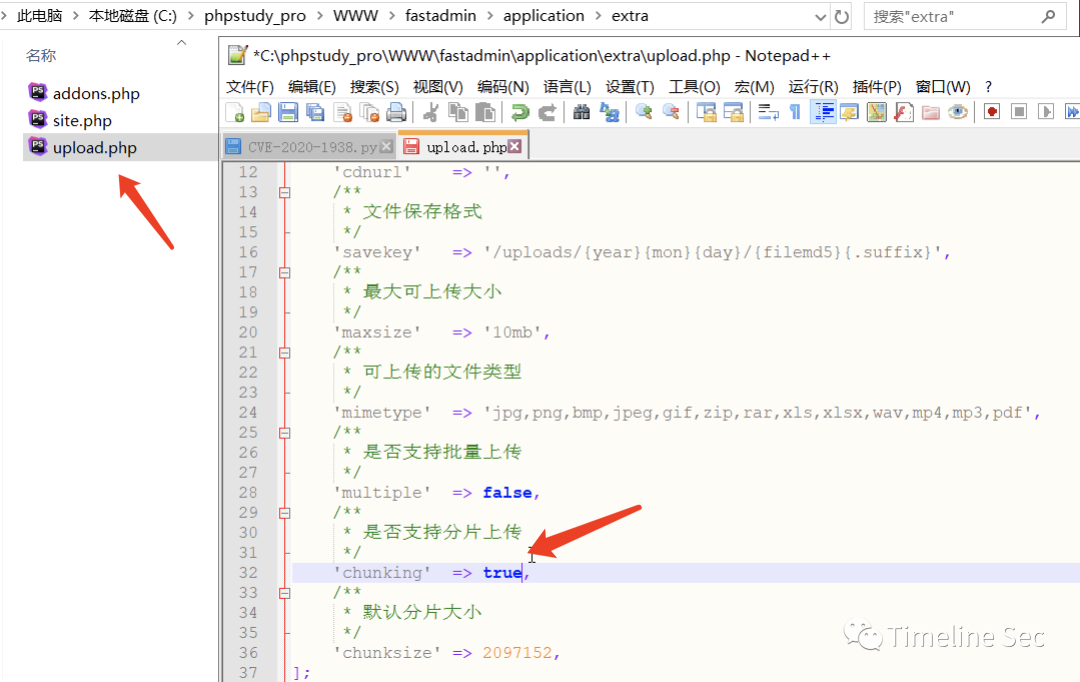 此电脑 › 本地磁盘 (C:) › phpstudy_pro › WWW › fastadmin › application › extra
搜索"extra"
名称
addons.php
site.php
upload.php
*C:\phpstudy_pro\WWW\fastadmin\application\extra\upload.php - Notepad++
文件(F) 编辑(E) 搜索(S) 视图(V) 编码(N) 语言(L) 设置(T) 工具(O) 宏(M) 运行(R) 插件(P) 窗口(W) ?
CVE-2020-1938.py upload.php
12 'cdnurl' => '',
13 /**
14 * 文件保存格式
15 */
16 'savekey' => '/uploads/{year}{mon}{day}/{filemd5}{.suffix}',
17 /**
18 * 最大可上传大小
19 */
20 'maxsize' => '10mb',
21 /**
22 * 可上传的文件类型
23 */
24 'mimetype' => 'jpg,png,bmp,jpeg,gif,zip,rar,xls,xlsx,wav,mp4,mp3,pdf',
25 /**
26 * 是否支持批量上传
27 */
28 'multiple' => false,
29 /**
30 * 是否支持分片上传
31 */
32 'chunking' => true,
33 /**
34 * 默认分片大小
35 */
36 'chunksize' => 2097152,
37 ];
Timeline Sec